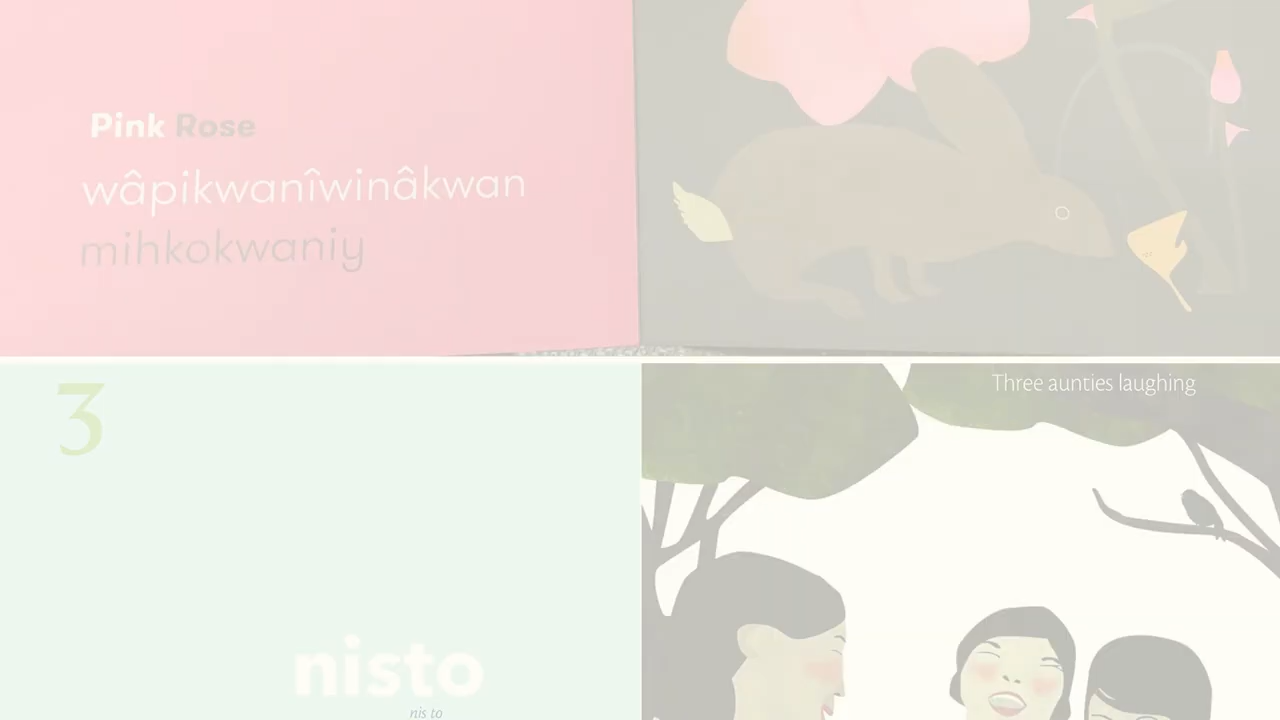 Pink Rose
wâpikwanîwinâkwan
mihkokwaniy
3
nisto
nis to
Three aunties laughing